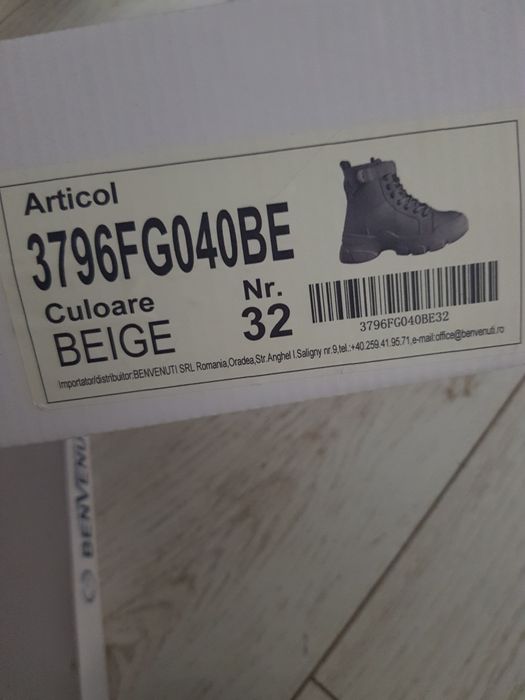 Articol
3796FG040BE
Culoare
Nr.
BEIGE
32
3796FG040BE32
Importator/distribuitor:BENVENUTI SRL Romania,Oradea,Str.Anghel I.Saligny nr.9,tel.:+40.259.41.95.71,e-mail:office@benvenuti.ro
BENVENU